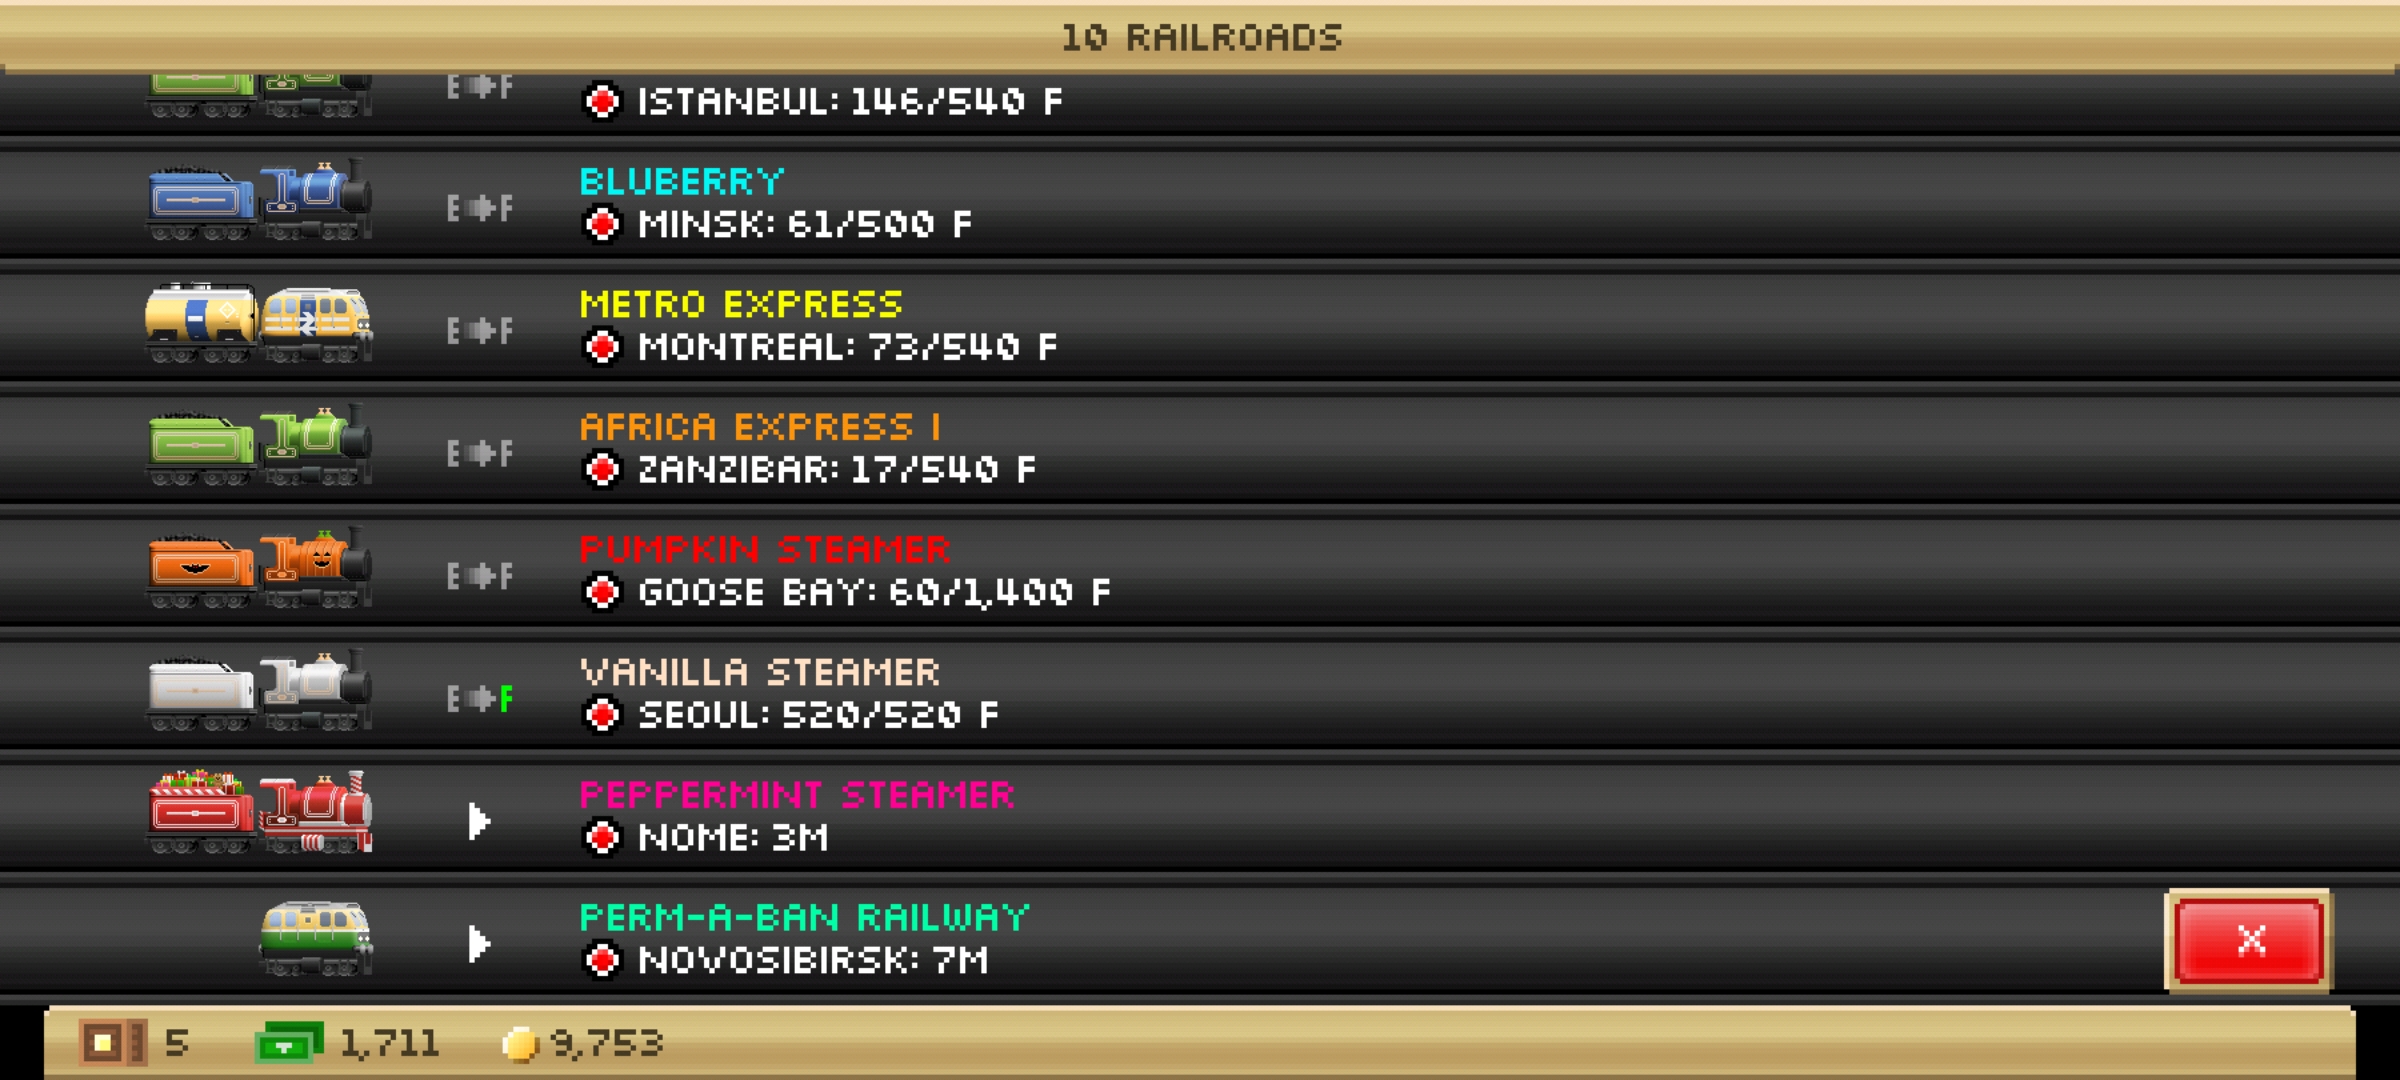 10 RAILROADS
E F
ISTANBUL: 146/540 F
BLUBERRY
E F
MINSK: 61/500 F
METRO EXPRESS
E F
MONTREAL: 73/540 F
AFRICA EXPRESS I
E F
ZANZIBAR: 17/540 F
PUMPKIN STEAMER
E F
GOOSE BAY: 60/1,400 F
VANILLA STEAMER
E F
SEOUL: 520/520 F
PEPPERMINT STEAMER
NOME: 3M
PERM-A-BAN RAILWAY
NOVOSIBIRSK: 7M
X
5 1,711 9,753